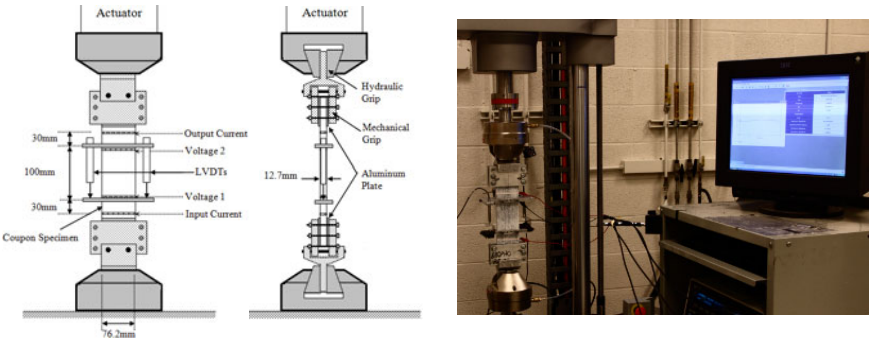 Actuator
Actuator
Hydraulic
Grip
Mechanical
Grip
Aluminum
Plate
Output Current
Voltage 2
LVDTs
Voltage 1
Input Current
30mm
100mm
30mm
Coupon Specimen
76.2mm
12.7mm